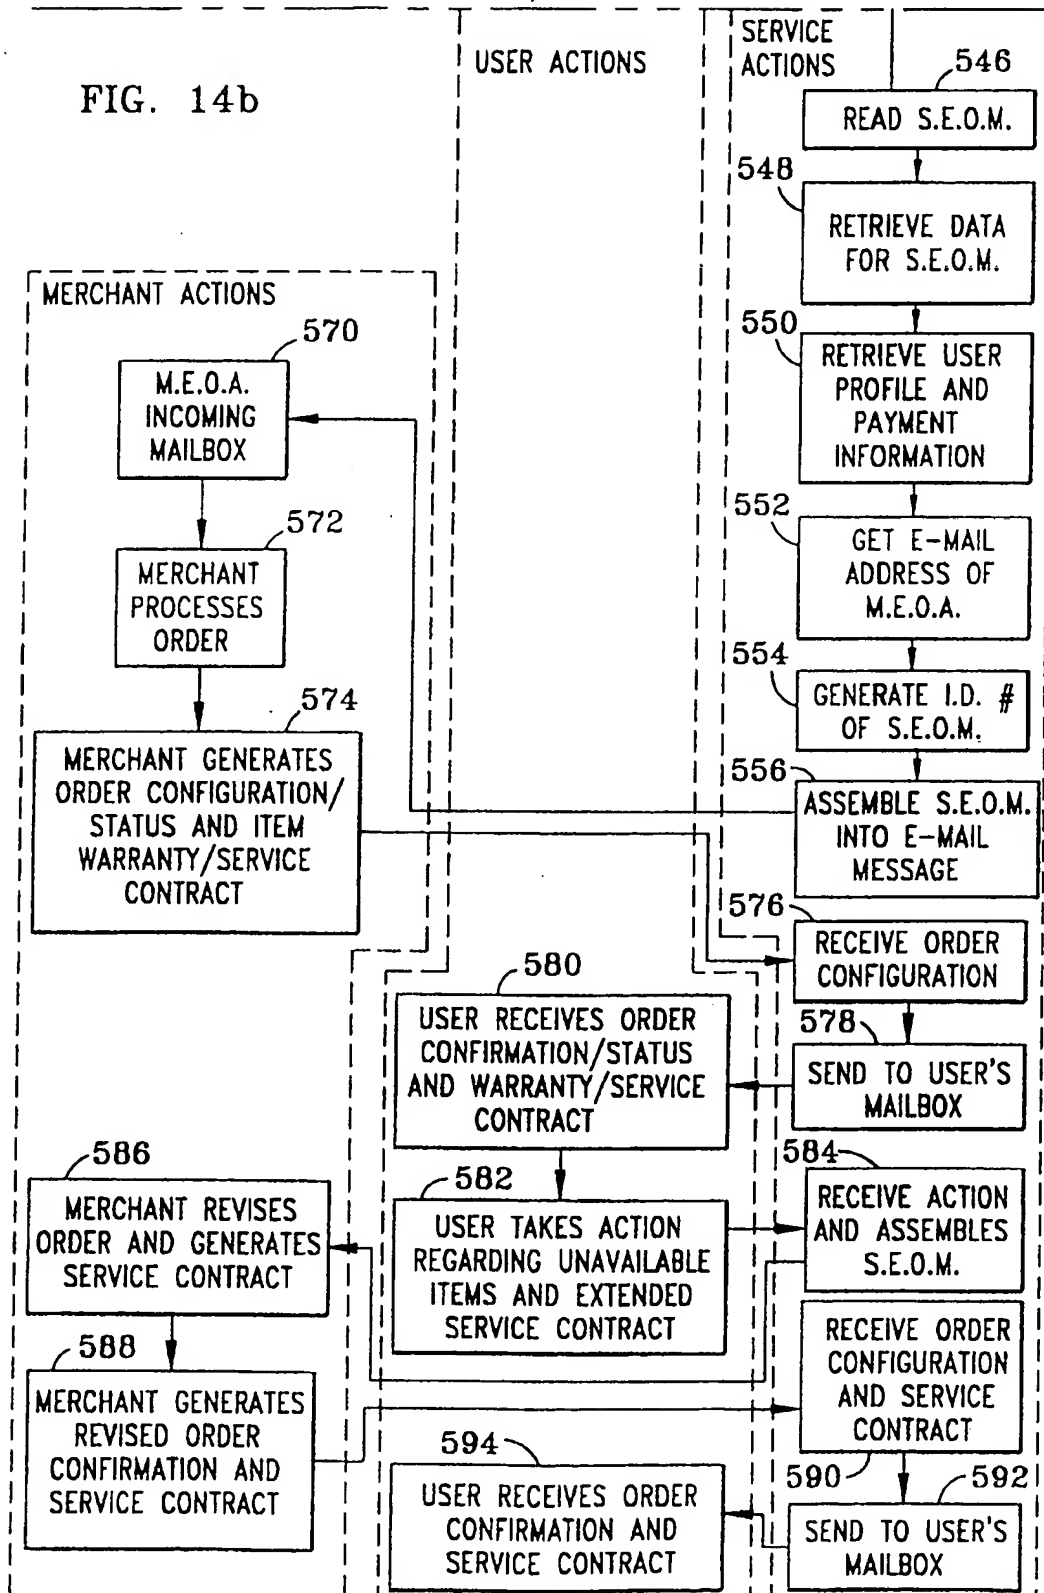 FIG. 14b
USER ACTIONS
SERVICE
ACTIONS
546
READ S.E.O.M.
548
RETRIEVE DATA
FOR S.E.O.M.
550
RETRIEVE USER
PROFILE AND
PAYMENT
INFORMATION
552
GET E-MAIL
ADDRESS OF
M.E.O.A.
554
GENERATE I.D. #
OF S.E.O.M.
556
ASSEMBLE S.E.O.M.
INTO E-MAIL
MESSAGE
MERCHANT ACTIONS
570
M.E.O.A.
INCOMING
MAILBOX
572
MERCHANT
PROCESSES
ORDER
574
MERCHANT GENERATES
ORDER CONFIGURATION/
STATUS AND ITEM
WARRANTY/SERVICE
CONTRACT
576
RECEIVE ORDER
CONFIGURATION
578
SEND TO USER'S
MAILBOX
580
USER RECEIVES ORDER
CONFIRMATION/STATUS
AND WARRANTY/SERVICE
CONTRACT
582
USER TAKES ACTION
REGARDING UNAVAILABLE
ITEMS AND EXTENDED
SERVICE CONTRACT
584
RECEIVE ACTION
AND ASSEMBLES
S.E.O.M.
586
MERCHANT REVISES
ORDER AND GENERATES
SERVICE CONTRACT
588
MERCHANT GENERATES
REVISED ORDER
CONFIRMATION AND
SERVICE CONTRACT
RECEIVE ORDER
CONFIGURATION
AND SERVICE
CONTRACT
590
592
SEND TO USER'S
MAILBOX
594
USER RECEIVES ORDER
CONFIRMATION AND
SERVICE CONTRACT